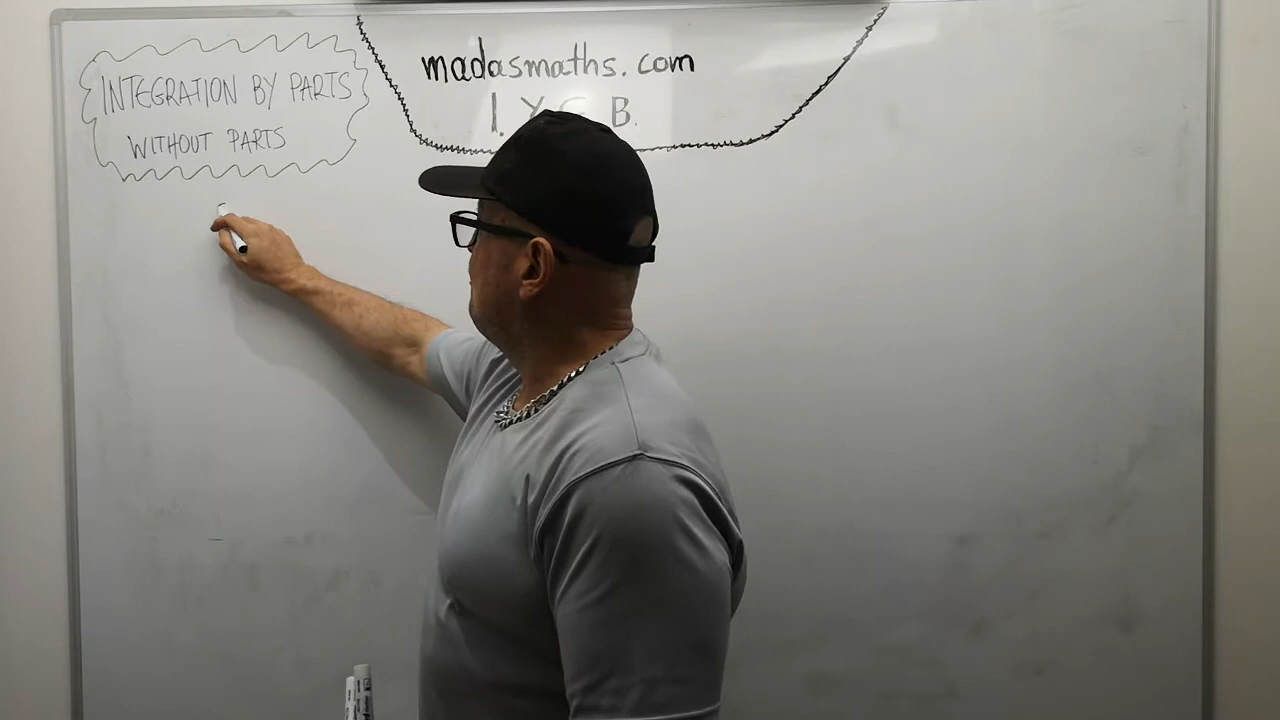 INTEGRATION BY PARTS
WITHOUT PARTS
madasmaths.com
I. Y. G. B.